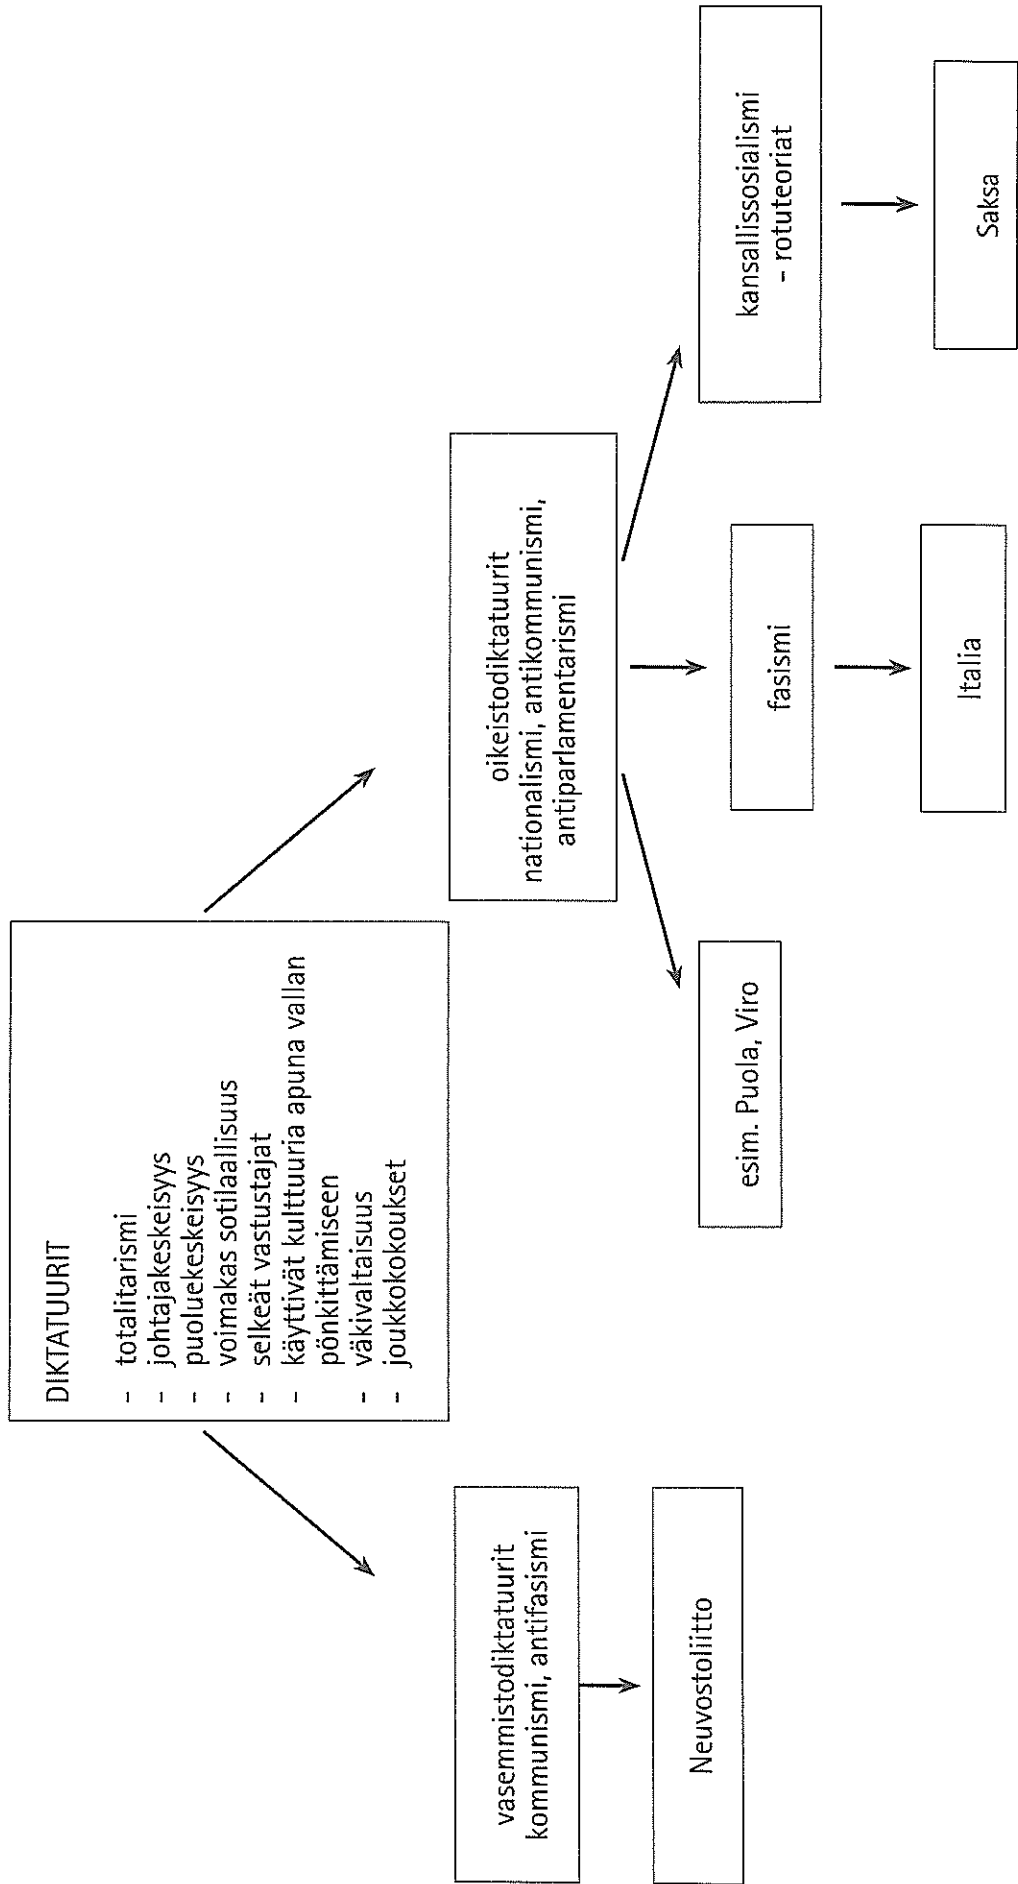 DIKTATUURIT
- totalitarismi
- johtajakeskeisyys
- puoluekeskeisyys
- voimakas sotilaallisuus
- selkeät vastustajat
- käyttivät kulttuuria apuna vallan
pönkittämiseen
- väkivaltaisuus
- joukkokokoukset
vasemmistodiktatuurit
kommunismi, antifasismi
Neuvostoliitto
oikeistodiktatuurit
nationalismi, antikommunismi,
antiparlamentarismi
esim. Puola, Viro
fasismi
Italia
kansallissosialismi
- rotuteoriat
Saksa